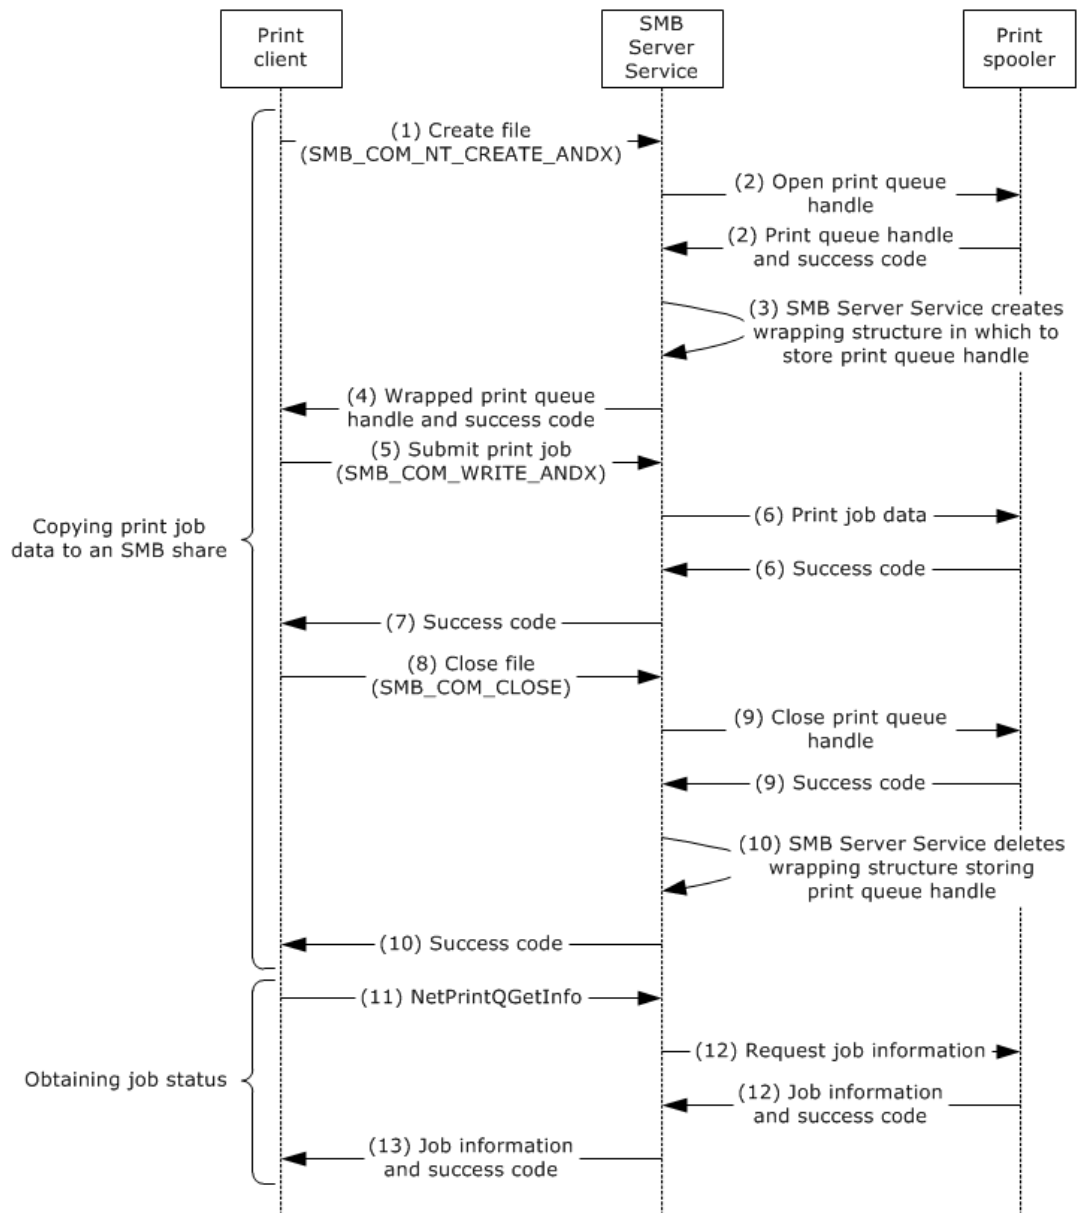 Print
client
SMB
Server
Service
Print
spooler
(1) Create file
(SMB_COM_NT_CREATE_ANDX)
(2) Open print queue
handle
(2) Print queue handle
and success code
(3) SMB Server Service creates
wrapping structure in which to
store print queue handle
(4) Wrapped print queue
handle and success code
(5) Submit print job
(SMB_COM_WRITE_ANDX)
Copying print job
data to an SMB share
(6) Print job data
(6) Success code
(7) Success code
(8) Close file
(SMB_COM_CLOSE)
(9) Close print queue
handle
(9) Success code
(10) SMB Server Service deletes
wrapping structure storing
print queue handle
(10) Success code
(11) NetPrintQGetInfo
(12) Request job information
Obtaining job status
(12) Job information
and success code
(13) Job information
and success code